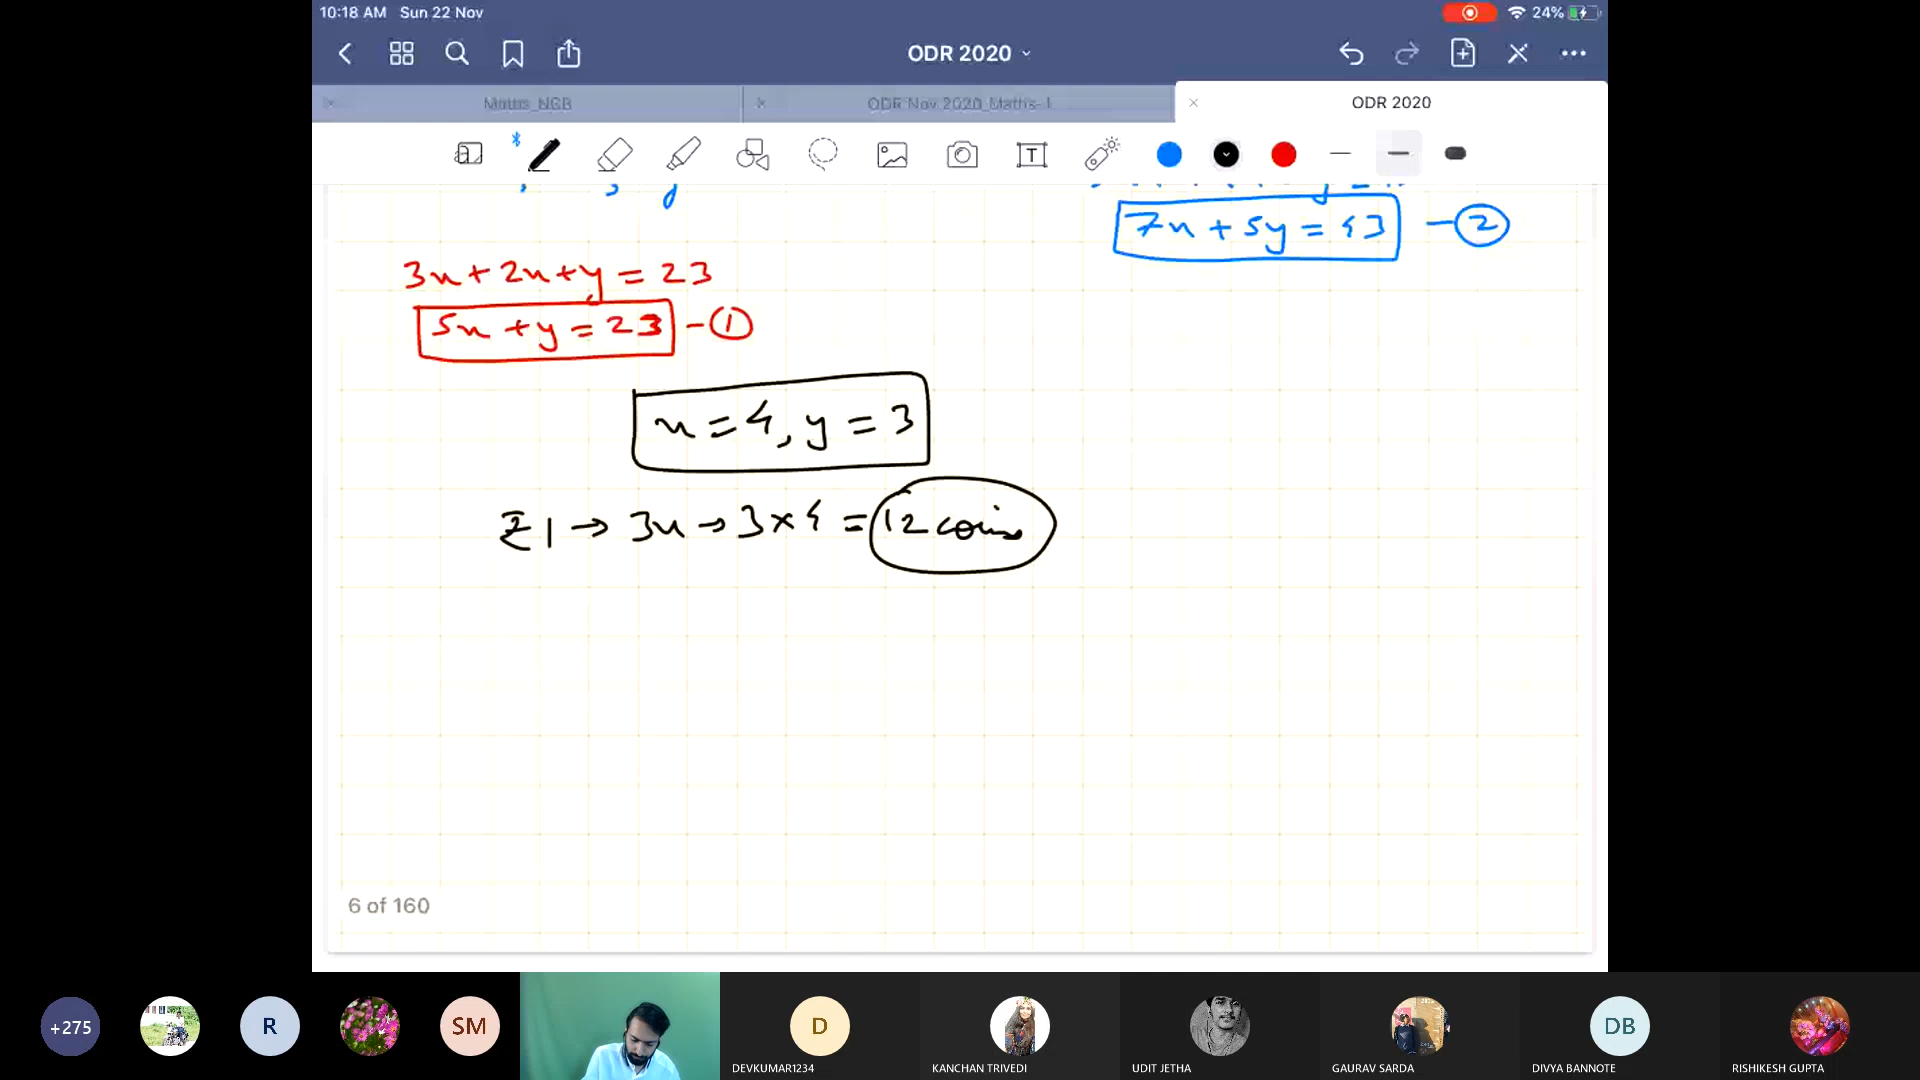 10:18 AM Sun 22 Nov
24%
ODR 2020
Maths_NCB
ODR Nov 2020_Maths-1
ODR 2020
T
7x + 5y = 43 - 2
3x + 2x + y = 23
5x + y = 23 - 1
x = 4, y = 3
₹1 → 3x → 3 × 4 = 12 coins
6 of 160
+275
R
SM
D
DB
DEVKUMAR1234
KANCHAN TRIVEDI
UDIT JETHA
GAURAV SARDA
DIVYA BANNOTE
RISHIKESH GUPTA